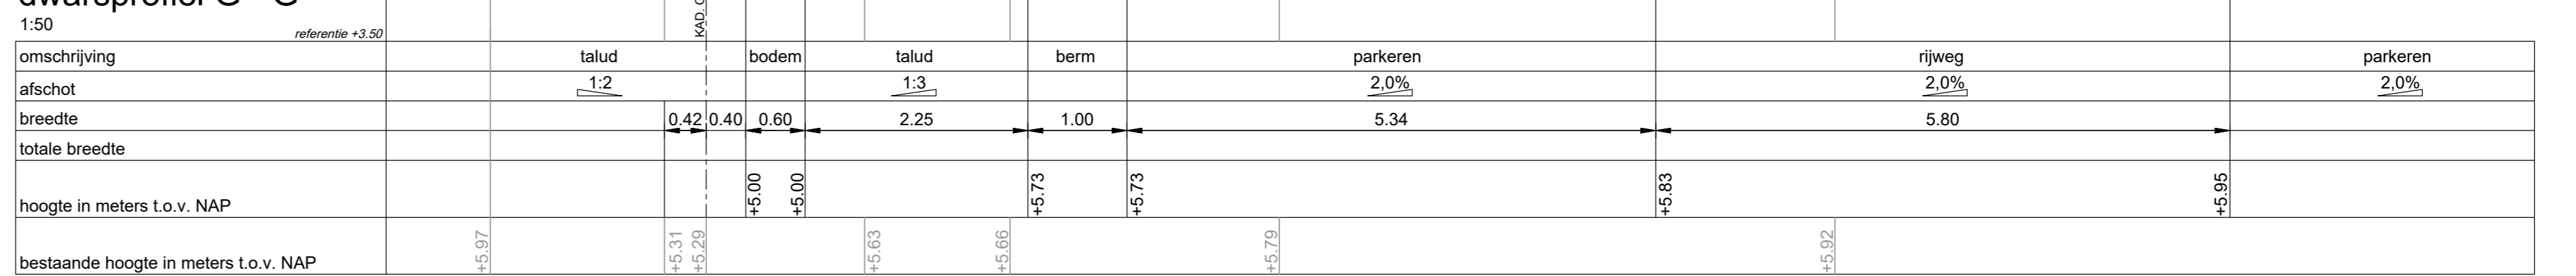 1:50
referentie +3.50
KAD.
omschrijving talud bodem talud berm parkeren rijweg parkeren
afschot 1:2 1:3 2,0% 2,0% 2,0%
breedte 0.42 0.40 0.60 2.25 1.00 5.34 5.80
totale breedte
hoogte in meters t.o.v. NAP +5.00 +5.00 +5.73 +5.73 +5.83 +5.95
bestaande hoogte in meters t.o.v. NAP +5.97 +5.31 +5.29 +5.63 +5.66 +5.79 +5.92